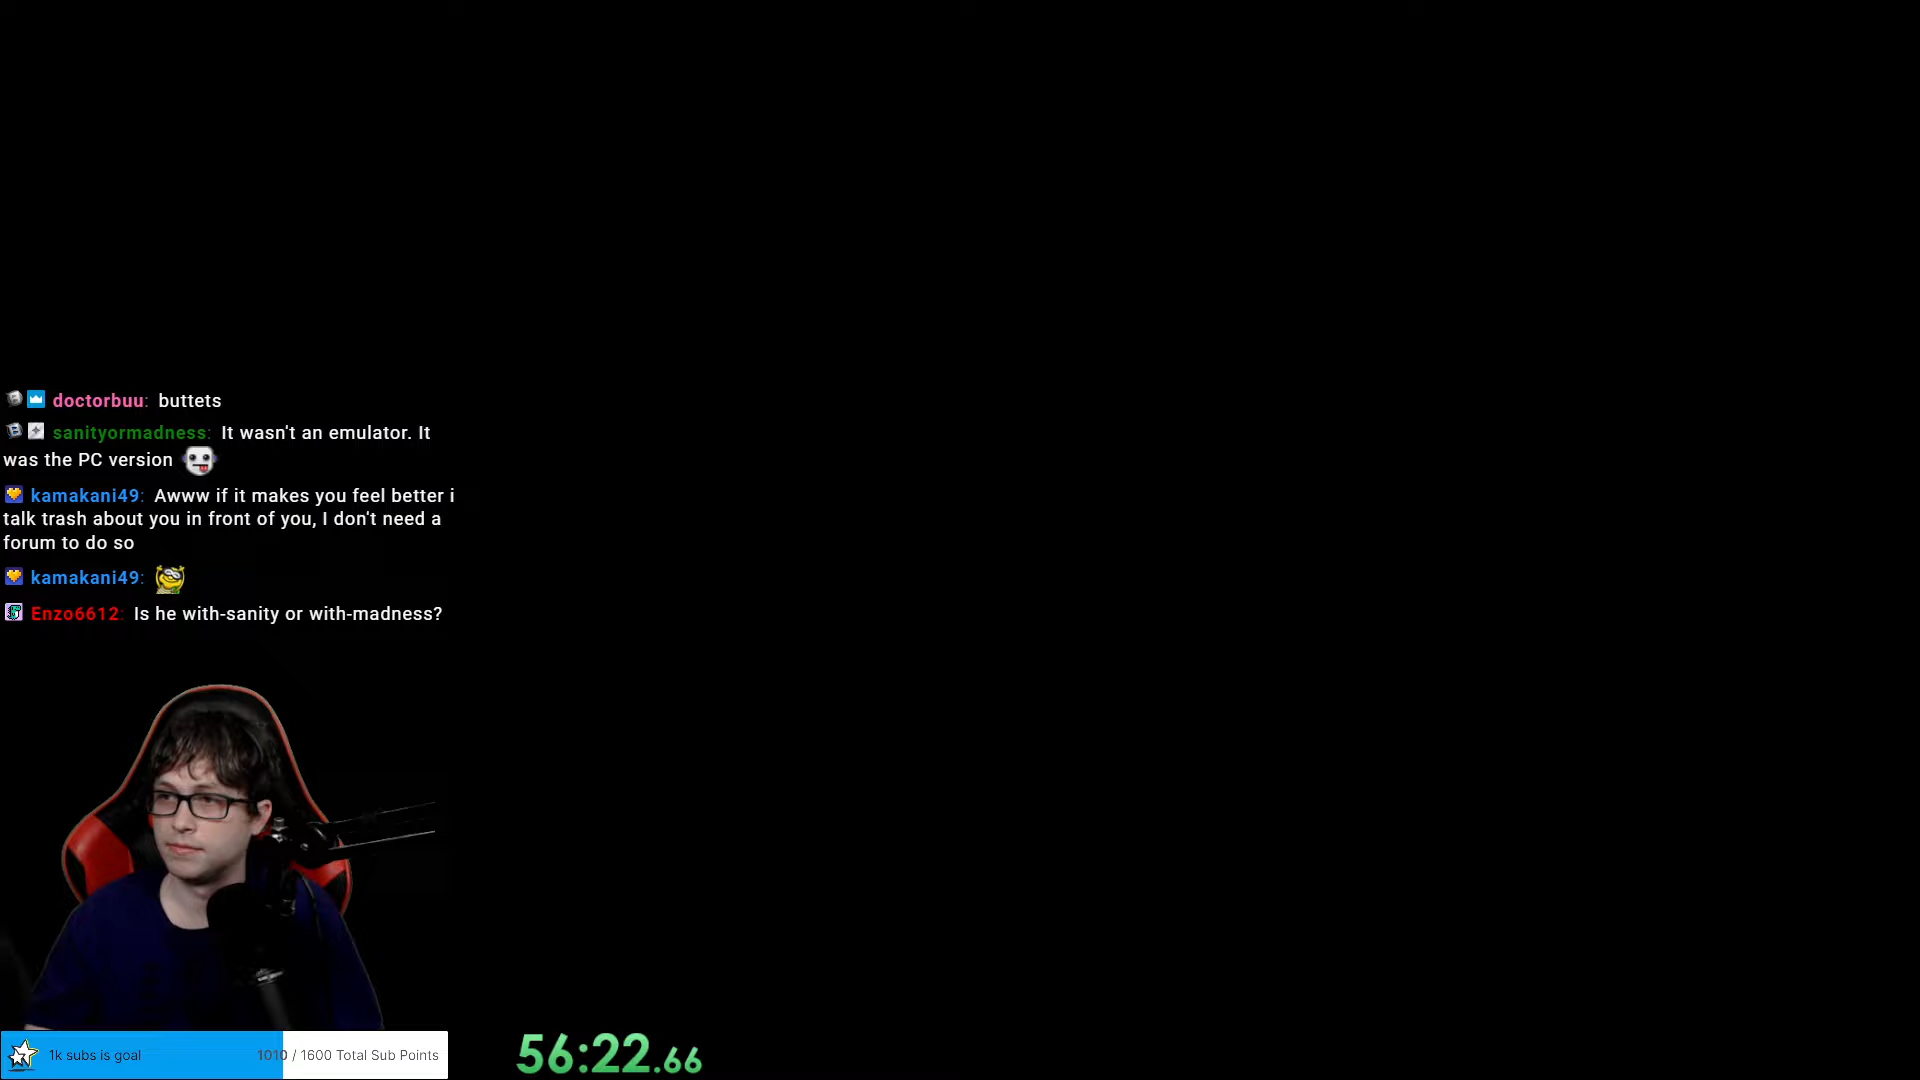 doctorbuu: buttets
sanityormadness: It wasn't an emulator. It
was the PC version
kamakani49: Awww if it makes you feel better i
talk trash about you in front of you, I don't need a
forum to do so
kamakani49:
Enzo6612: Is he with-sanity or with-madness?
1k subs is goal 1010 / 1600 Total Sub Points
56:22.66